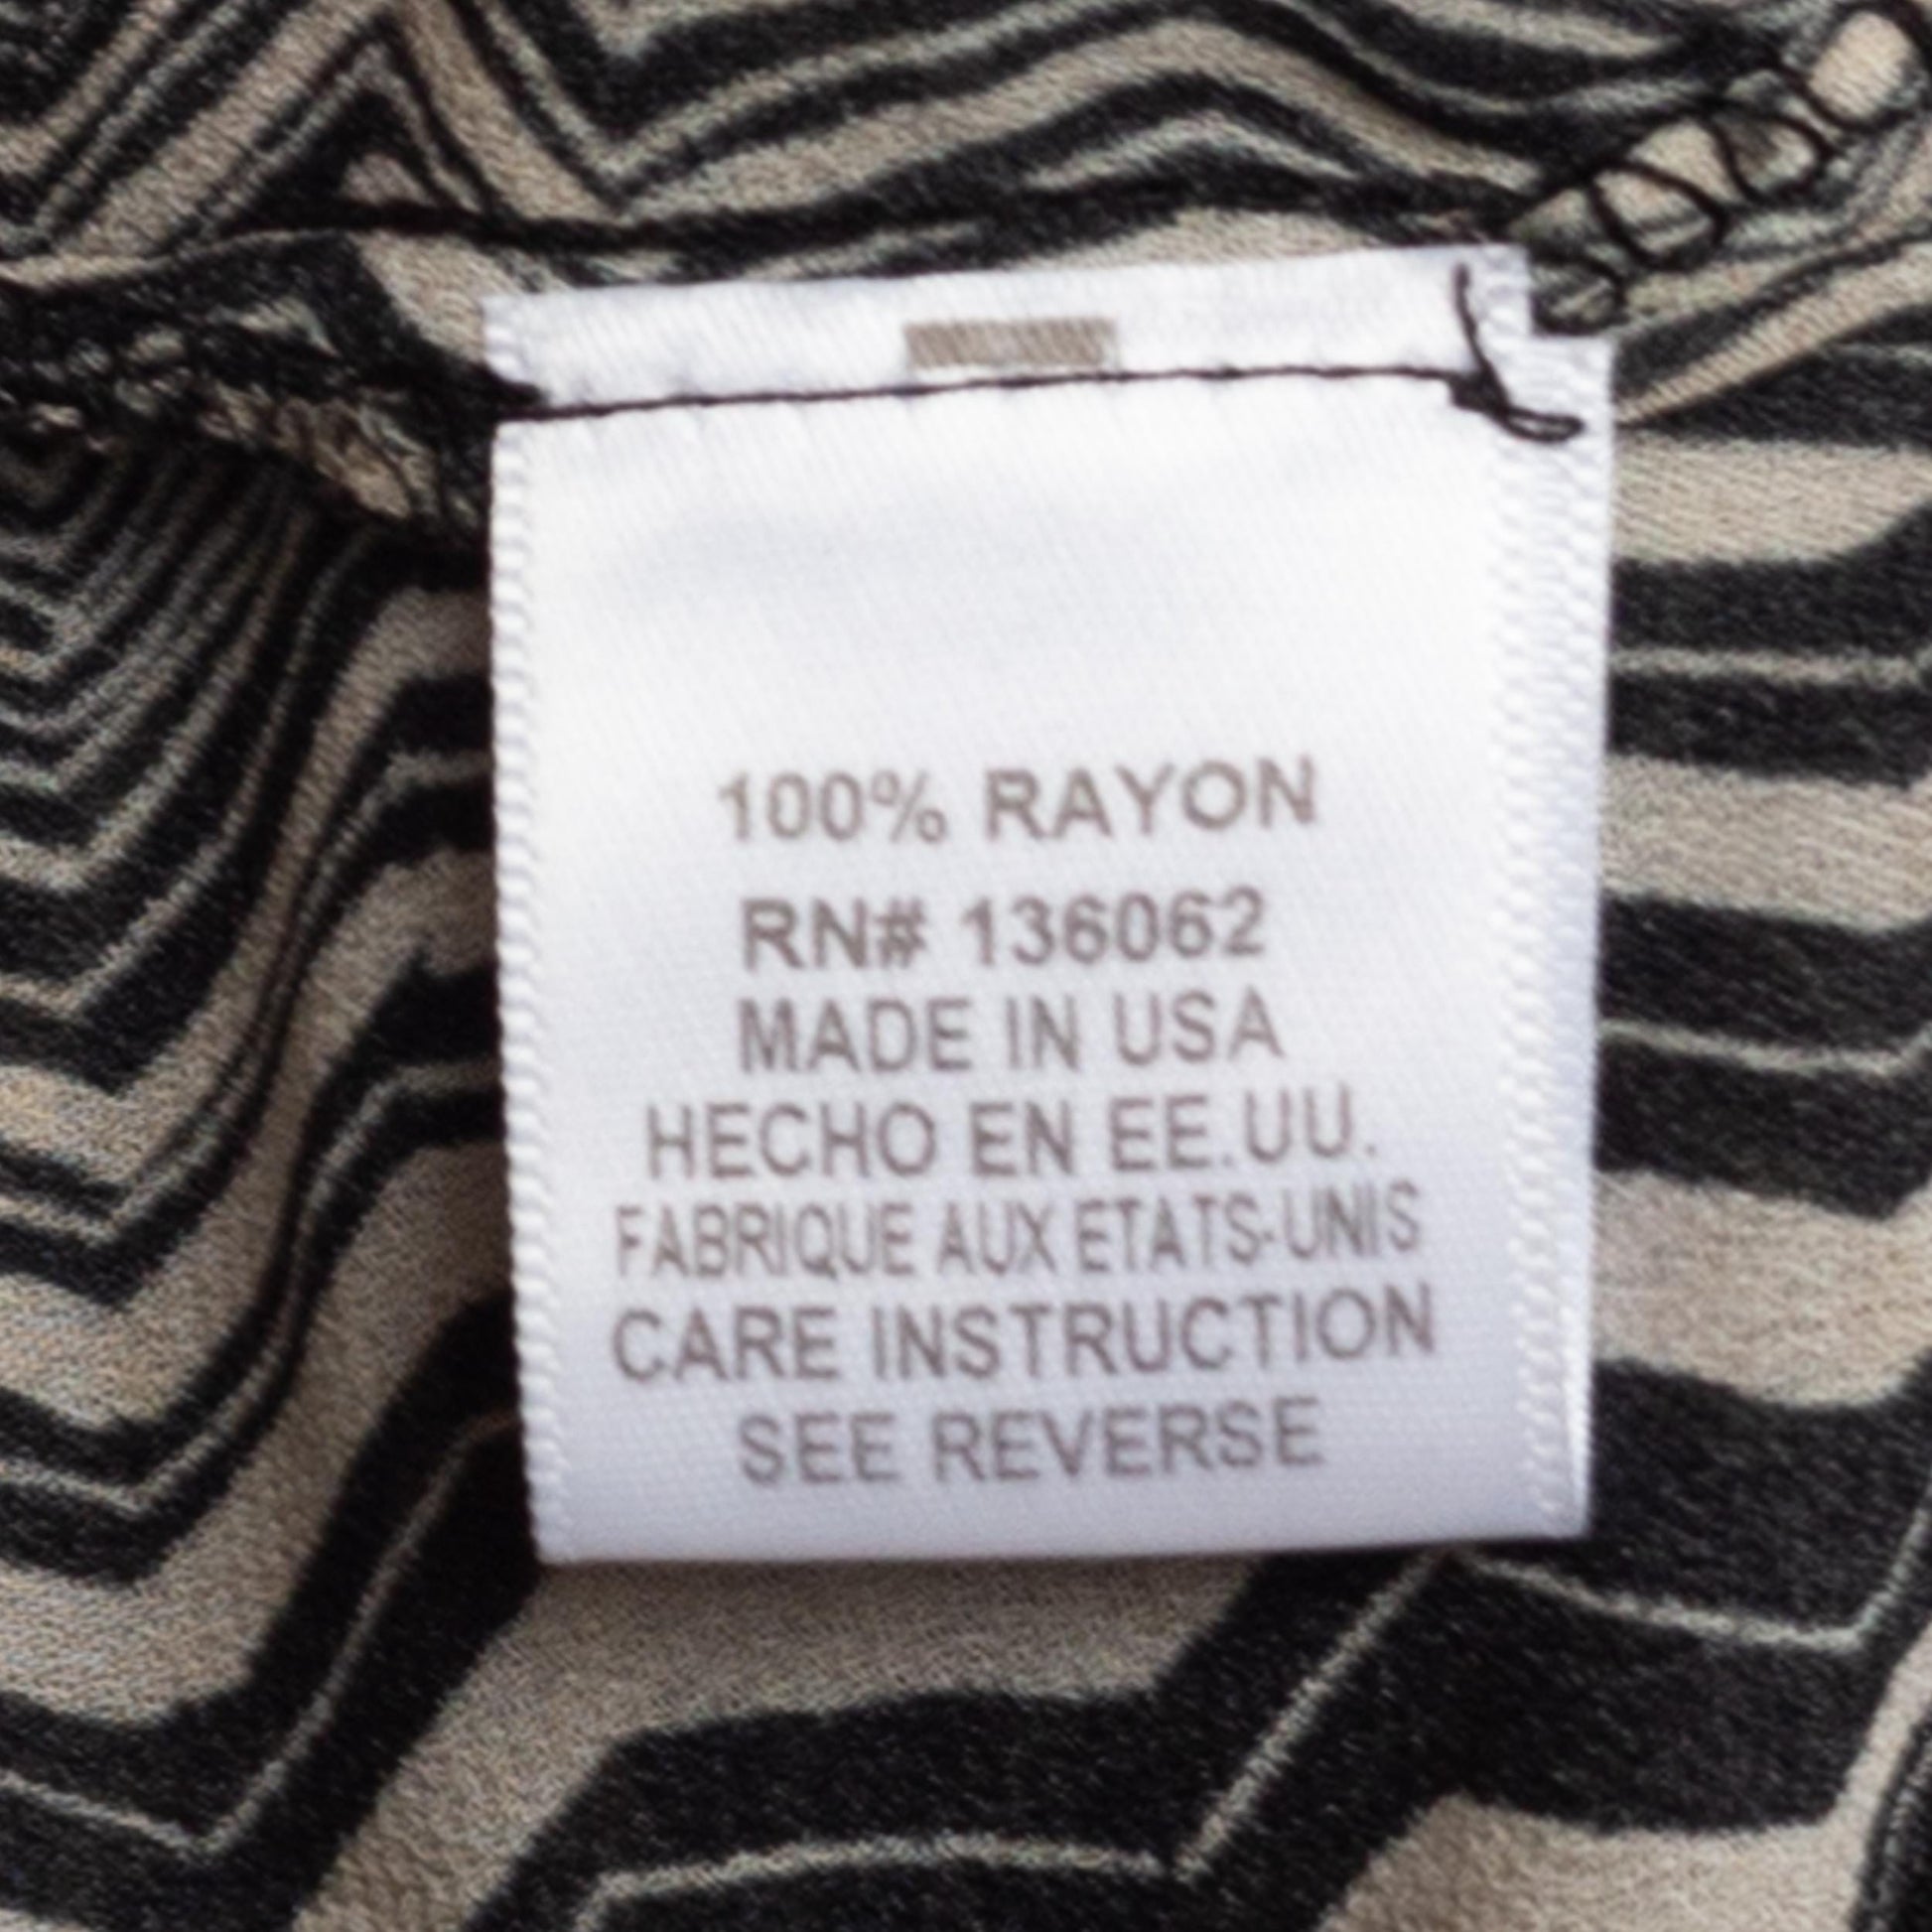 100% RAYON
RN# 136062
MADE IN USA
HECHO EN EE.UU.
FABRIQUE AUX ETATS-UNIS
CARE INSTRUCTION
SEE REVERSE